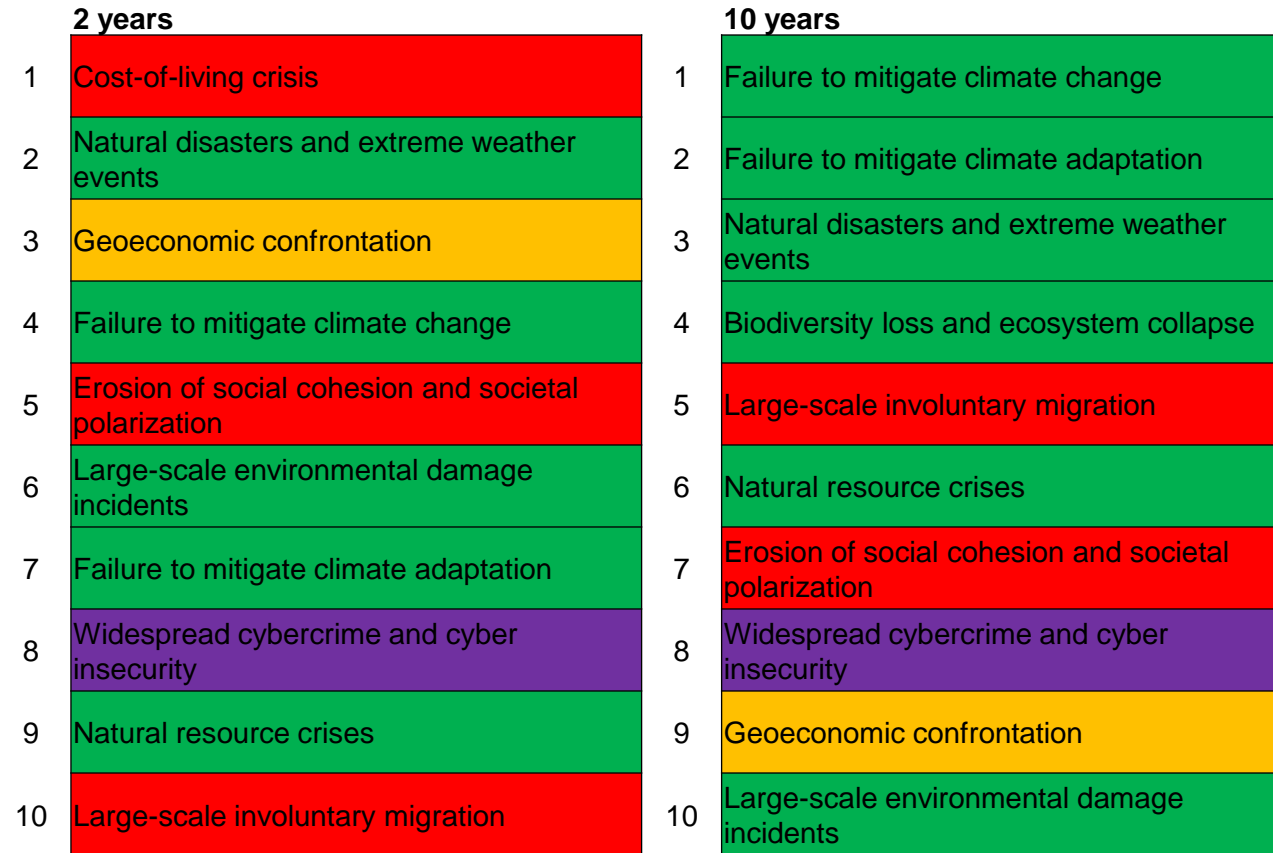 2 years
1 Cost-of-living crisis
2 Natural disasters and extreme weather
events
3 Geoeconomic confrontation
4 Failure to mitigate climate change
5 Erosion of social cohesion and societal
polarization
6 Large-scale environmental damage
incidents
7 Failure to mitigate climate adaptation
8 Widespread cybercrime and cyber
insecurity
9 Natural resource crises
10 Large-scale involuntary migration
10 years
1 Failure to mitigate climate change
2 Failure to mitigate climate adaptation
3 Natural disasters and extreme weather
events
4 Biodiversity loss and ecosystem collapse
5 Large-scale involuntary migration
6 Natural resource crises
7 Erosion of social cohesion and societal
polarization
8 Widespread cybercrime and cyber
insecurity
9 Geoeconomic confrontation
10 Large-scale environmental damage
incidents